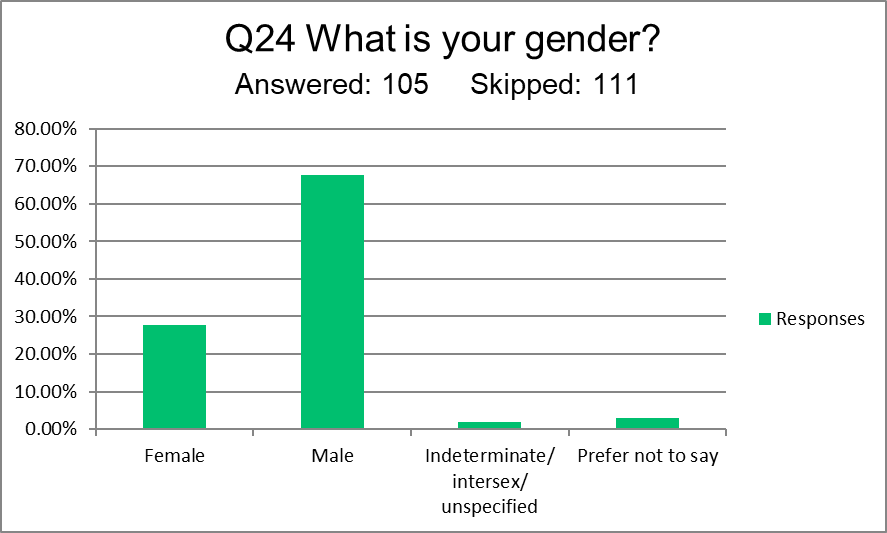 Q24 What is your gender?
Answered: 105 Skipped: 111
80.00%
70.00%
60.00%
50.00%
40.00%
30.00%
20.00%
10.00%
0.00%
Female
Male
Indeterminate/
intersex/
unspecified
Prefer not to say
Responses